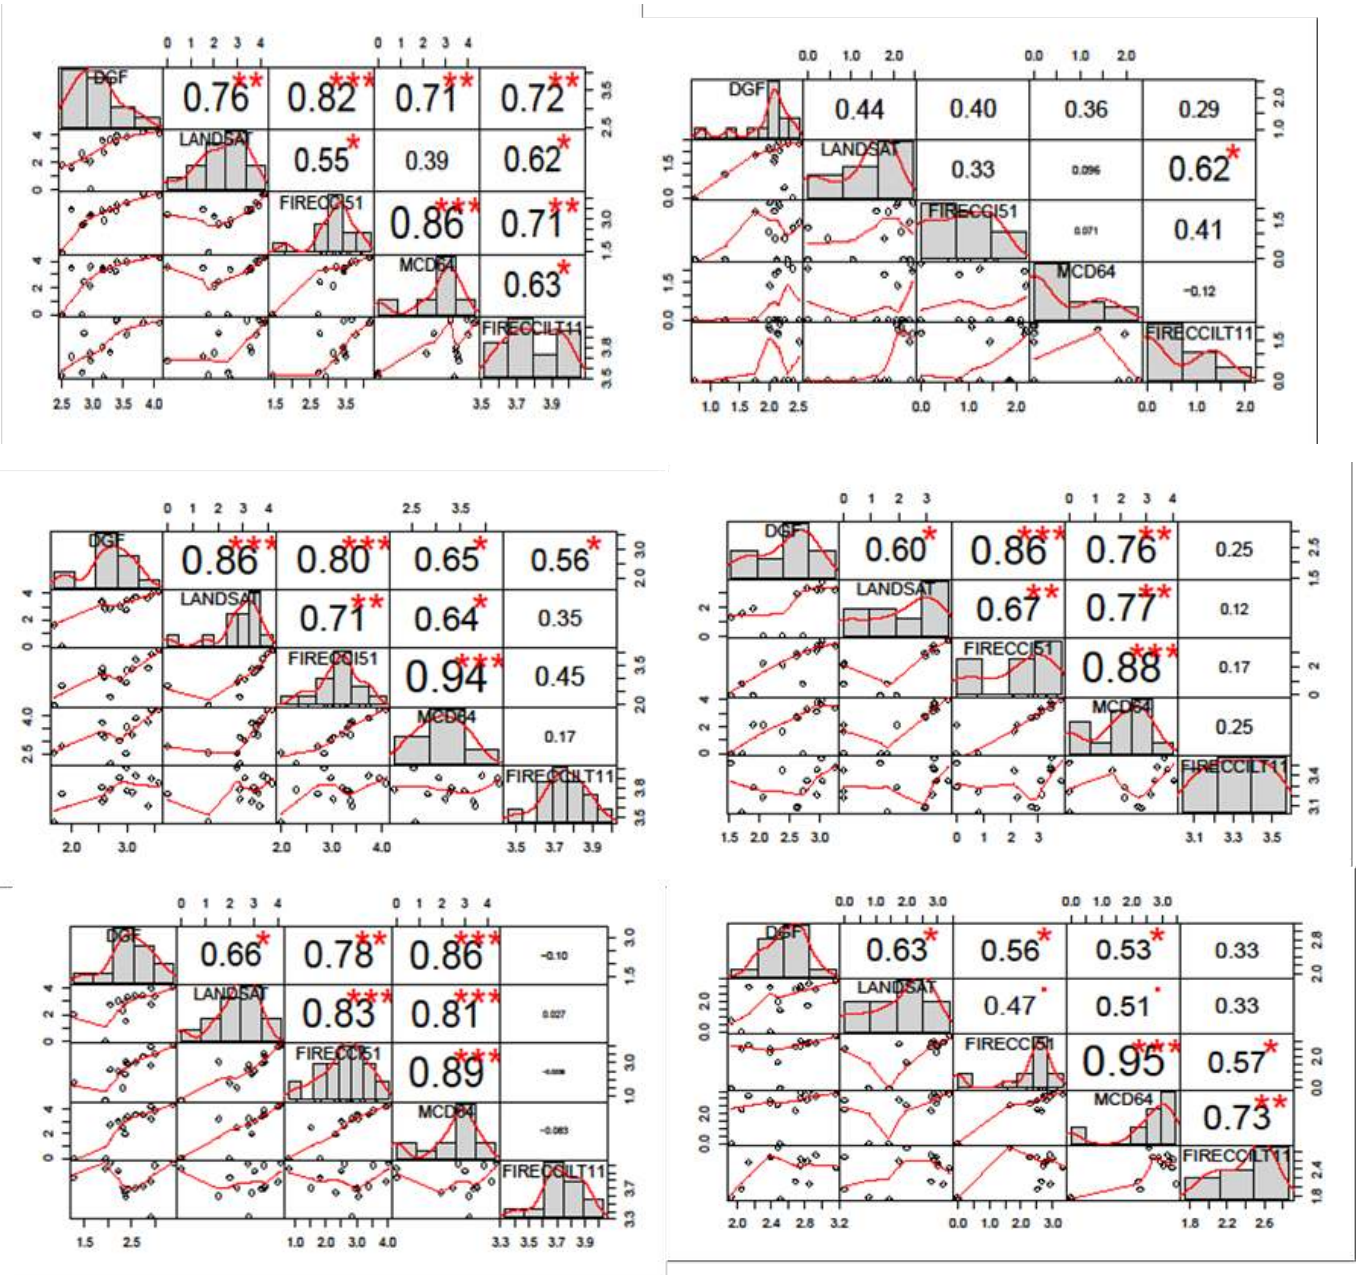 0 1 2 3 4 0 1 2 3 4
DGF 0.76** 0.82*** 0.71** 0.72** 2.5 3.5
0 2 4 LANDSAT 0.55* 0.39 0.62*
FIRECCI51 0.86*** 0.71** 1.5 3.0
0 2 4 MCD64 0.63*
FIRECCILT11 3.5 3.8
2.5 3.0 3.5 4.0 1.5 2.5 3.5 3.5 3.7 3.9
0.0 1.0 2.0 0.0 1.0 2.0
DGF 0.44 0.40 0.36 0.29 1.0 2.0
0.0 1.5 LANDSAT 0.33 0.096 0.62*
FIRECCI51 0.071 0.41 0.0 1.5
0.0 1.5 MCD64 -0.12
FIRECCILT11 0.0 1.5
1.0 1.5 2.0 2.5 0.0 1.0 2.0 0.0 1.0 2.0
0 1 2 3 4 2.5 3.5
DGF 0.86*** 0.80*** 0.65* 0.56* 2.0 3.0
0 2 4 LANDSAT 0.71** 0.64* 0.35
FIRECCI51 0.94*** 0.45 2.0 3.5
2.5 4.0 MCD64 0.17
FIRECCILT11 3.5 3.8
2.0 3.0 2.0 3.0 4.0 3.5 3.7 3.9
0 1 2 3 0 1 2 3 4
DGF 0.60* 0.86*** 0.76** 0.25 1.5 2.5
0 2 LANDSAT 0.67** 0.77** 0.12
FIRECCI51 0.88*** 0.17 0 2
0 2 4 MCD64 0.25
FIRECCILT11 3.1 3.4
1.5 2.0 2.5 3.0 0 1 2 3 3.1 3.3 3.5
0 1 2 3 4 0 1 2 3 4
DGF 0.66* 0.78** 0.86*** -0.10 1.5 3.0
0 2 4 LANDSAT 0.83*** 0.81*** 0.027
FIRECCI51 0.89*** 1.0 3.0
0 2 4 MCD64 -0.083
FIRECCILT11 3.3 3.7
1.5 2.5 1.0 2.0 3.0 4.0 3.3 3.5 3.7 3.9
0.0 1.0 2.0 3.0 0.0 1.0 2.0 3.0
DGF 0.63* 0.56* 0.53* 0.33 2.0 2.8
0.0 2.0 LANDSAT 0.47. 0.51. 0.33
FIRECCI51 0.95*** 0.57* 0.0 2.0
0.0 2.0 MCD64 0.73**
FIRECCILT11 1.8 2.4
2.0 2.4 2.8 3.2 0.0 1.0 2.0 3.0 1.8 2.2 2.6